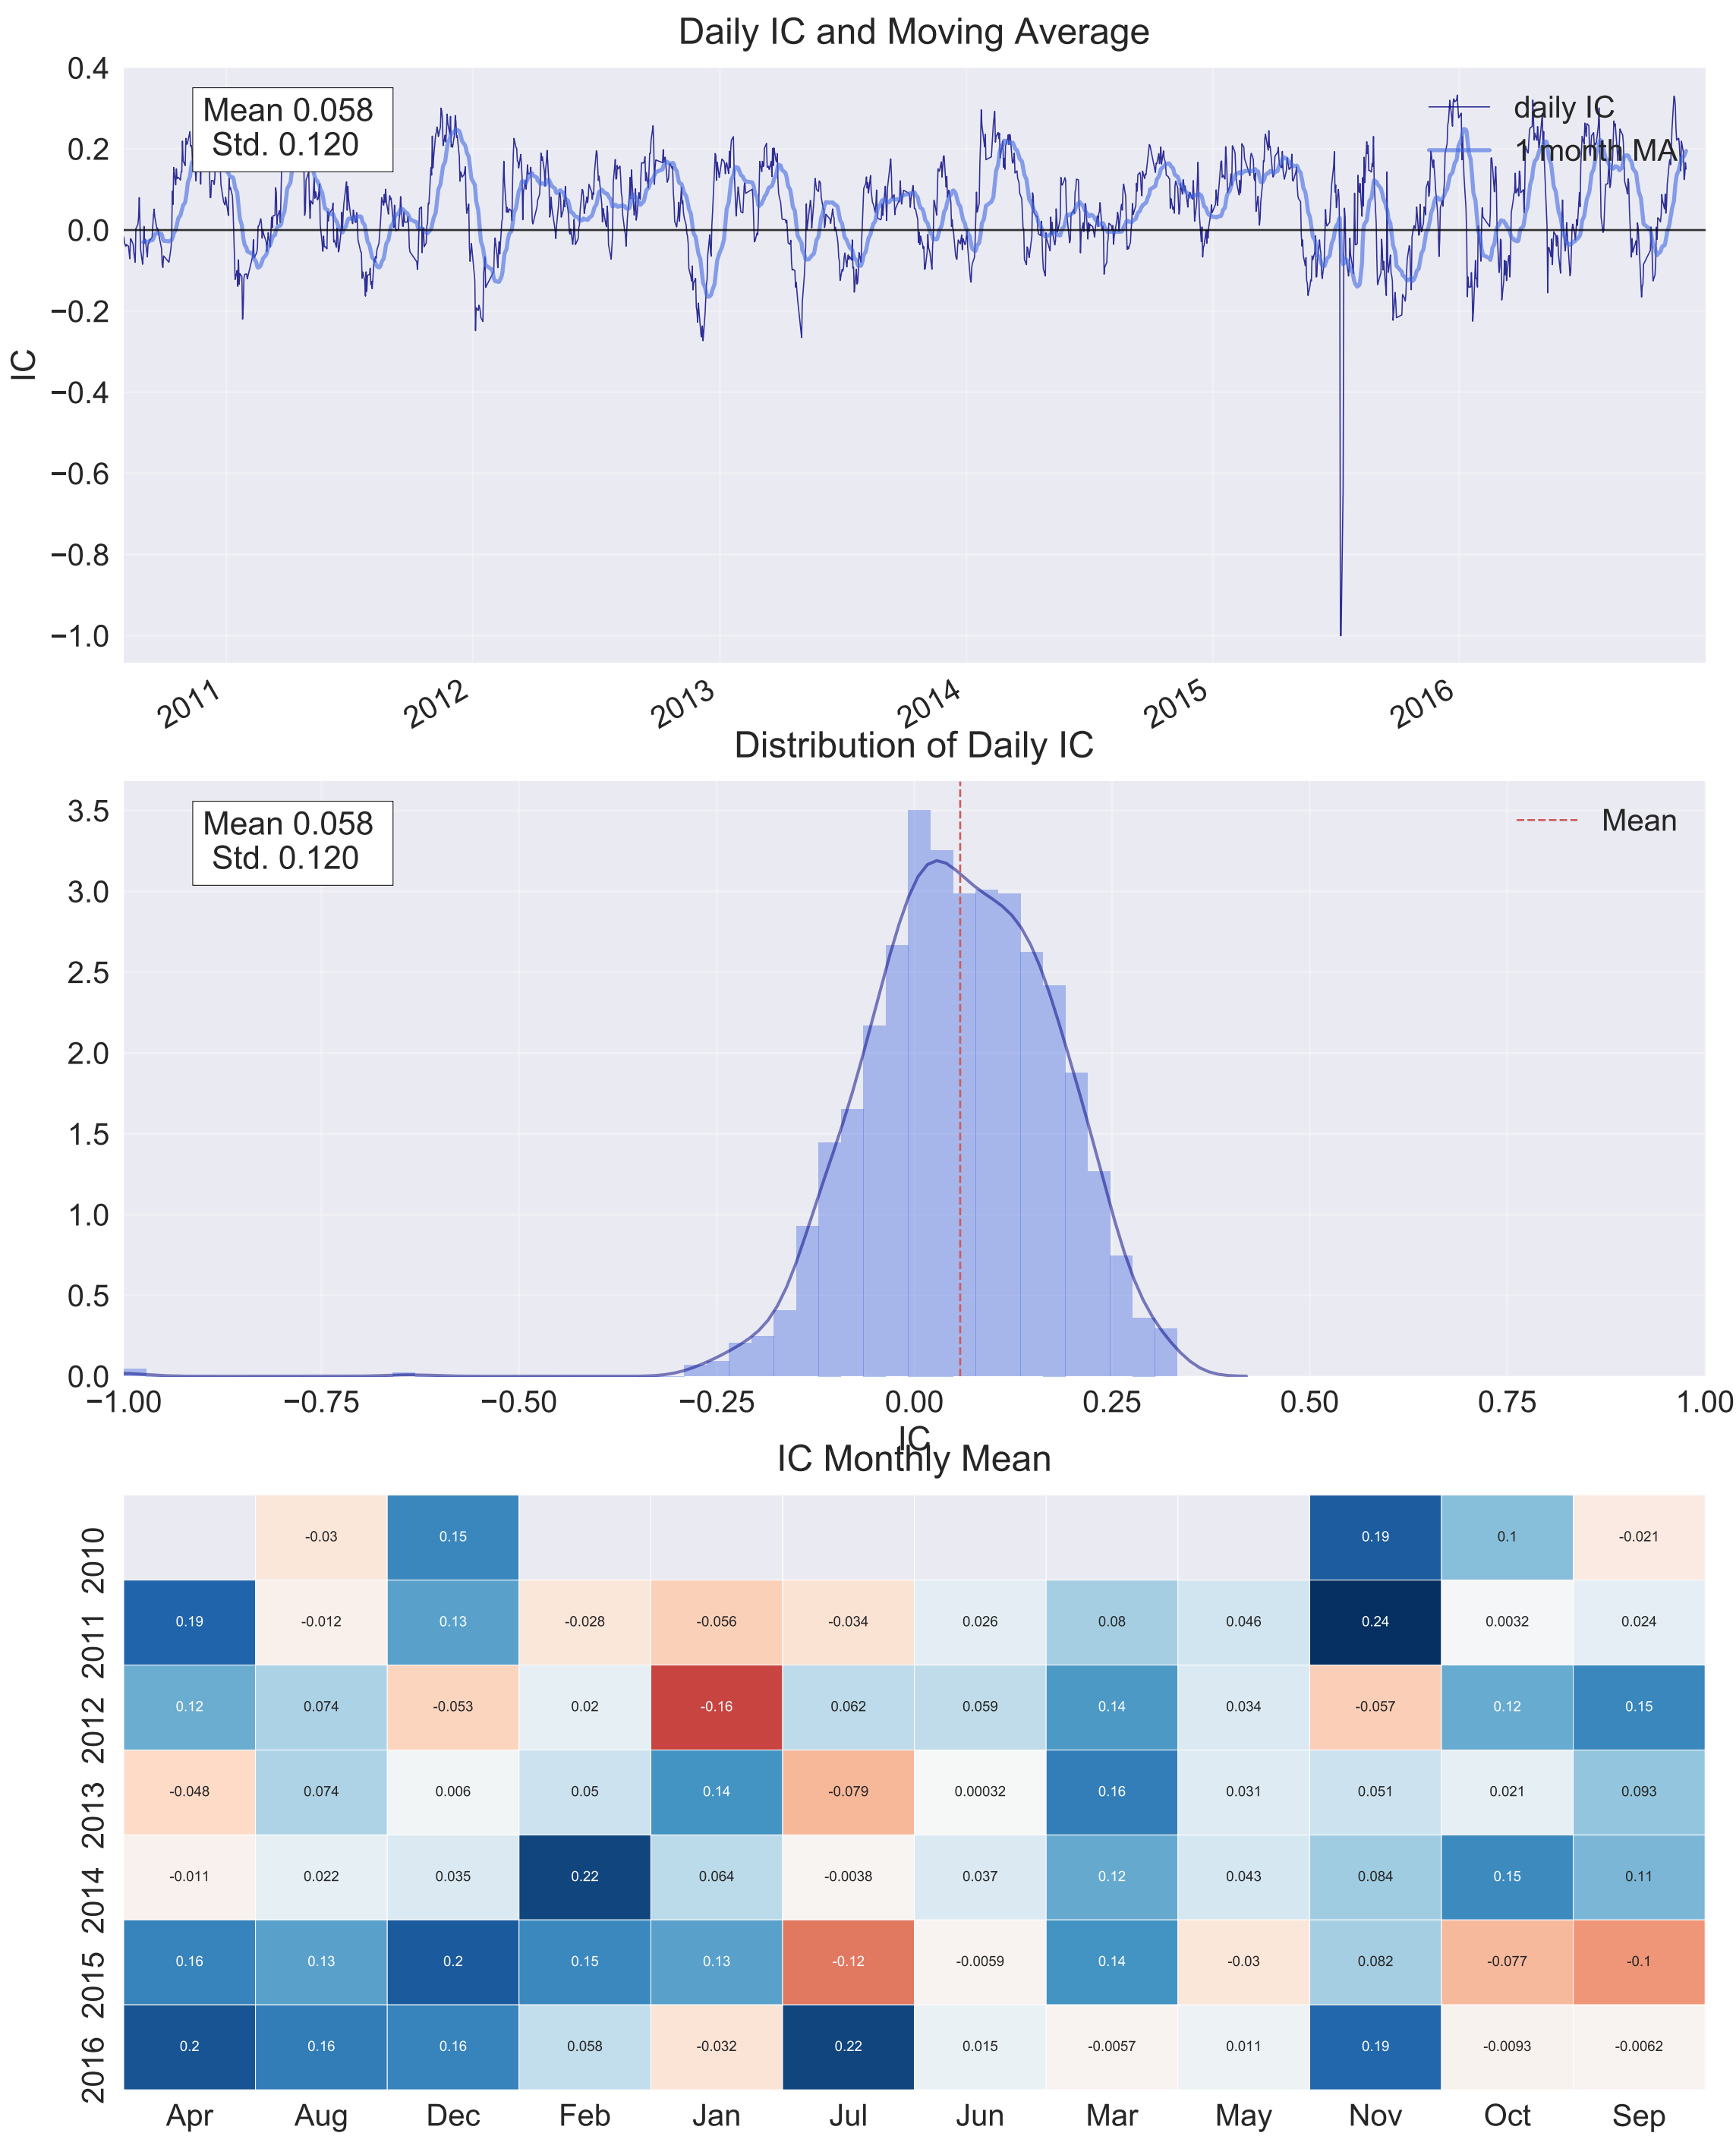 Daily IC and Moving Average
0.4
0.2
0.0
−0.2
−0.4
−0.6
−0.8
−1.0
IC
Mean 0.058
Std. 0.120
daily IC
1 month MA
2011
2012
2013
2014
2015
2016
Distribution of Daily IC
3.5
3.0
2.5
2.0
1.5
1.0
0.5
0.0
Mean 0.058
Std. 0.120
Mean
−1.00 −0.75 −0.50 −0.25 0.00 0.25 0.50 0.75 1.00
IC
IC Monthly Mean
2010 -0.03 0.15 0.19 0.1 -0.021
2011 0.19 -0.012 0.13 -0.028 -0.056 -0.034 0.026 0.08 0.046 0.24 0.0032 0.024
2012 0.12 0.074 -0.053 0.02 -0.16 0.062 0.059 0.14 0.034 -0.057 0.12 0.15
2013 -0.048 0.074 0.006 0.05 0.14 -0.079 0.00032 0.16 0.031 0.051 0.021 0.093
2014 -0.011 0.022 0.035 0.22 0.064 -0.0038 0.037 0.12 0.043 0.084 0.15 0.11
2015 0.16 0.13 0.2 0.15 0.13 -0.12 -0.0059 0.14 -0.03 0.082 -0.077 -0.1
2016 0.2 0.16 0.16 0.058 -0.032 0.22 0.015 -0.0057 0.011 0.19 -0.0093 -0.0062
Apr Aug Dec Feb Jan Jul Jun Mar May Nov Oct Sep